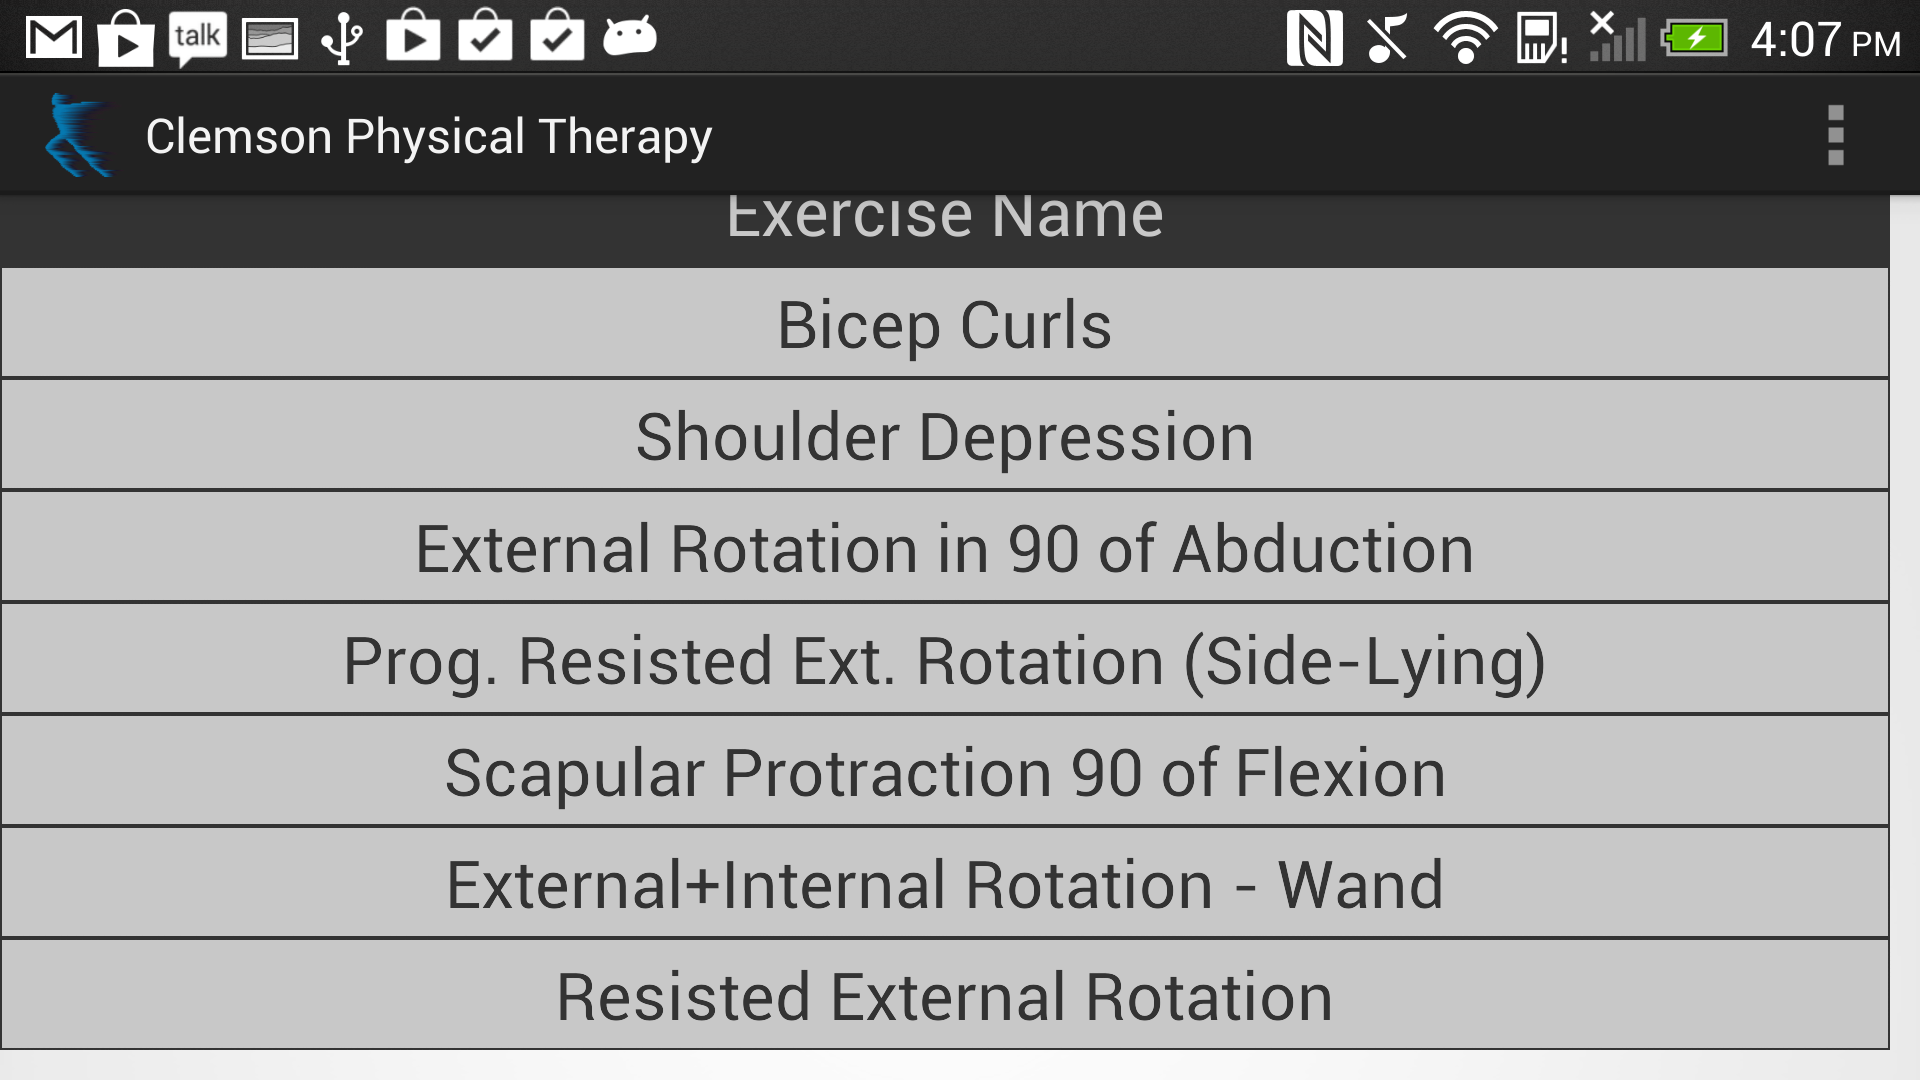 talk
4:07 PM
Clemson Physical Therapy
Exercise Name
Bicep Curls
Shoulder Depression
External Rotation in 90 of Abduction
Prog. Resisted Ext. Rotation (Side-Lying)
Scapular Protraction 90 of Flexion
External+Internal Rotation - Wand
Resisted External Rotation